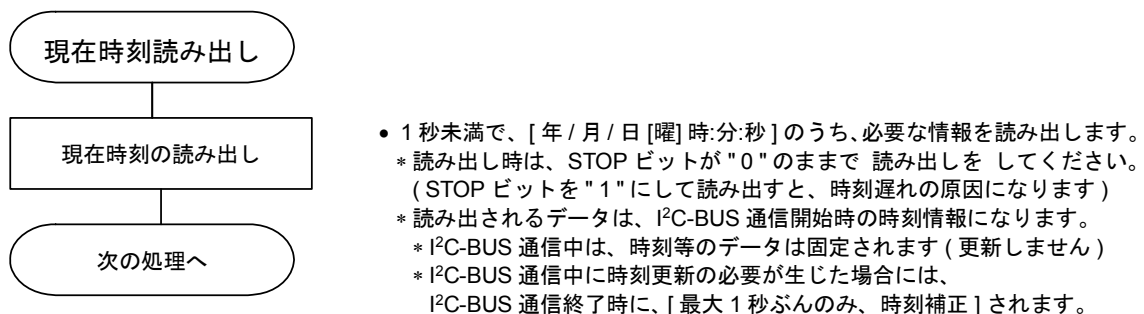 現在時刻読み出し
現在時刻の読み出し
次の処理へ
• 1 秒未満で、[ 年 / 月 / 日 [曜] 時:分:秒 ] のうち、必要な情報を読み出します。
* 読み出し時は、STOP ビットが " 0 " のままで 読み出しを してください。
( STOP ビットを " 1 " にして読み出すと、時刻遅れの原因になります )
* 読み出されるデータは、I²C-BUS 通信開始時の時刻情報になります。
* I²C-BUS 通信中は、時刻等のデータは固定されます ( 更新しません )
* I²C-BUS 通信中に時刻更新の必要が生じた場合には、
I²C-BUS 通信終了時に、[ 最大 1 秒ぶんのみ、時刻補正 ] されます。